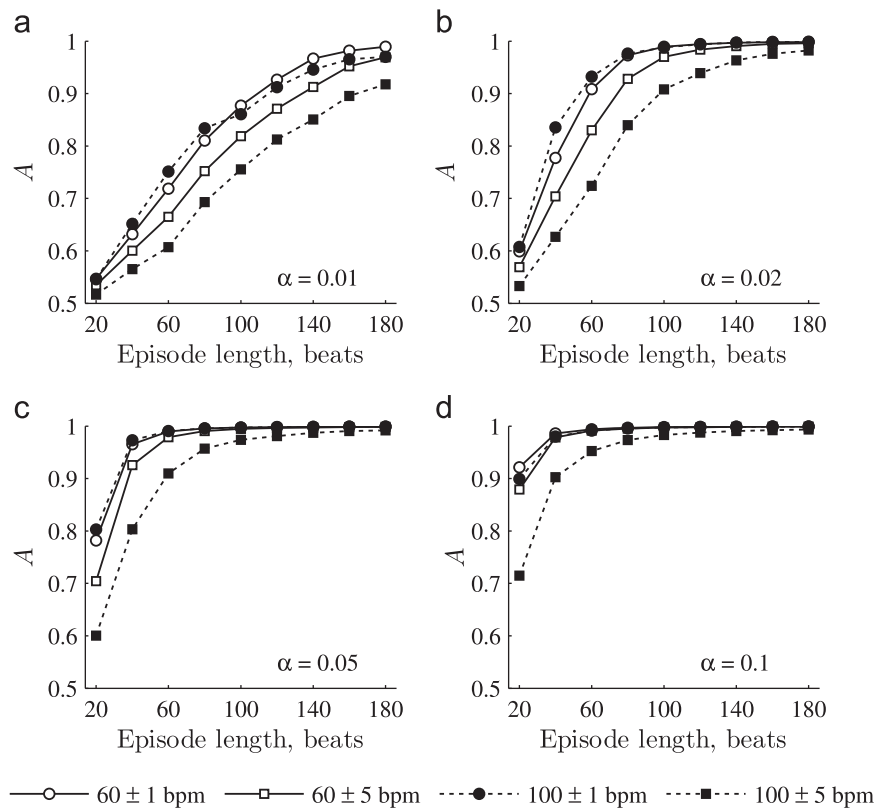 a
1
0.9
0.8
0.7
0.6
0.5
A
20 60 100 140 180
Episode length, beats
α = 0.01
b
1
0.9
0.8
0.7
0.6
0.5
A
20 60 100 140 180
Episode length, beats
α = 0.02
c
1
0.9
0.8
0.7
0.6
0.5
A
20 60 100 140 180
Episode length, beats
α = 0.05
d
1
0.9
0.8
0.7
0.6
0.5
A
20 60 100 140 180
Episode length, beats
α = 0.1
60 ± 1 bpm 60 ± 5 bpm 100 ± 1 bpm 100 ± 5 bpm